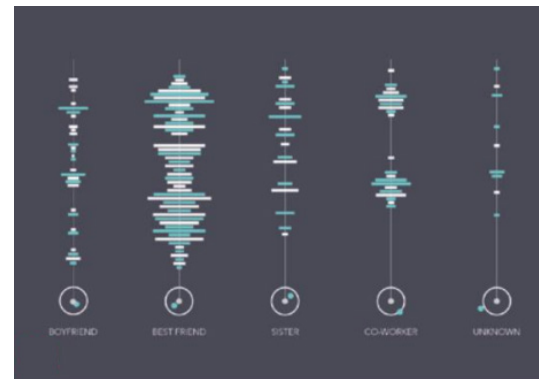 BOYFRIEND
BEST FRIEND
SISTER
CO-WORKER
UNKNOWN